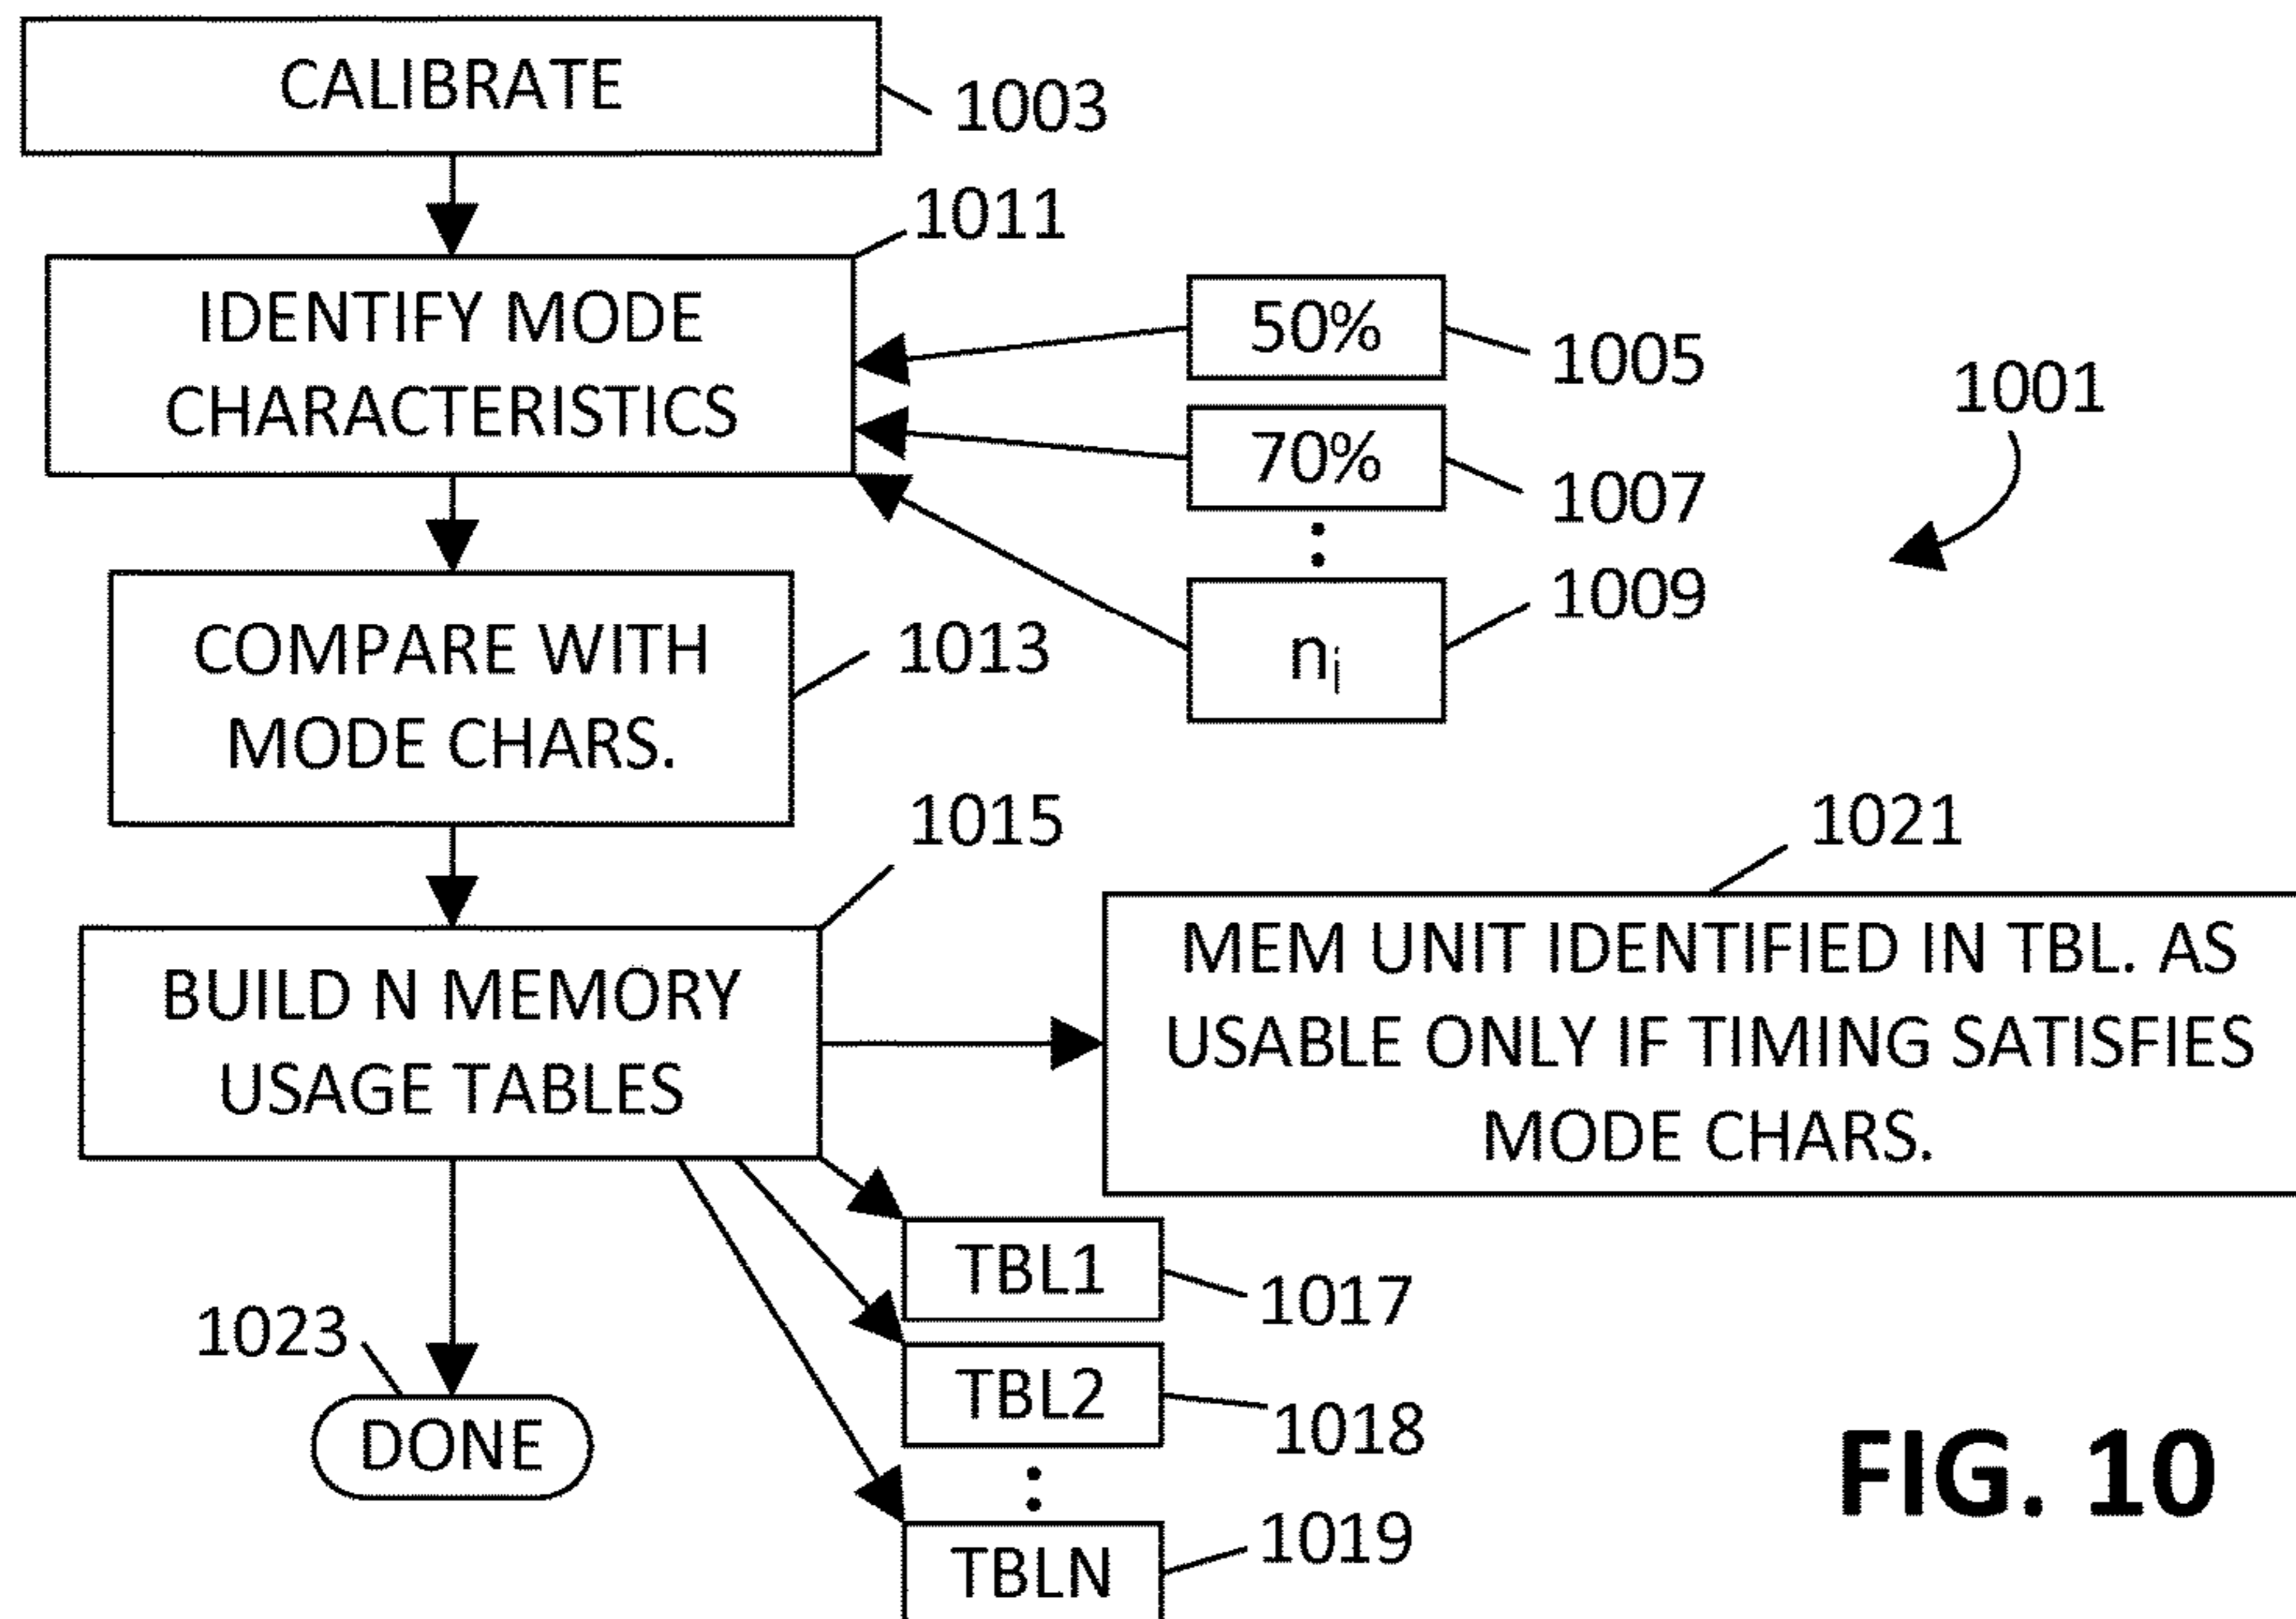 CALIBRATE
1003
1011
IDENTIFY MODE
CHARACTERISTICS
50%
1005
70%
1007
1001
:
ni
1009
COMPARE WITH
MODE CHARS.
1013
1015
BUILD N MEMORY
USAGE TABLES
1021
MEM UNIT IDENTIFIED IN TBL. AS
USABLE ONLY IF TIMING SATISFIES
MODE CHARS.
TBL1
1017
TBL2
1018
:
TBLN
1019
1023
DONE
FIG. 10